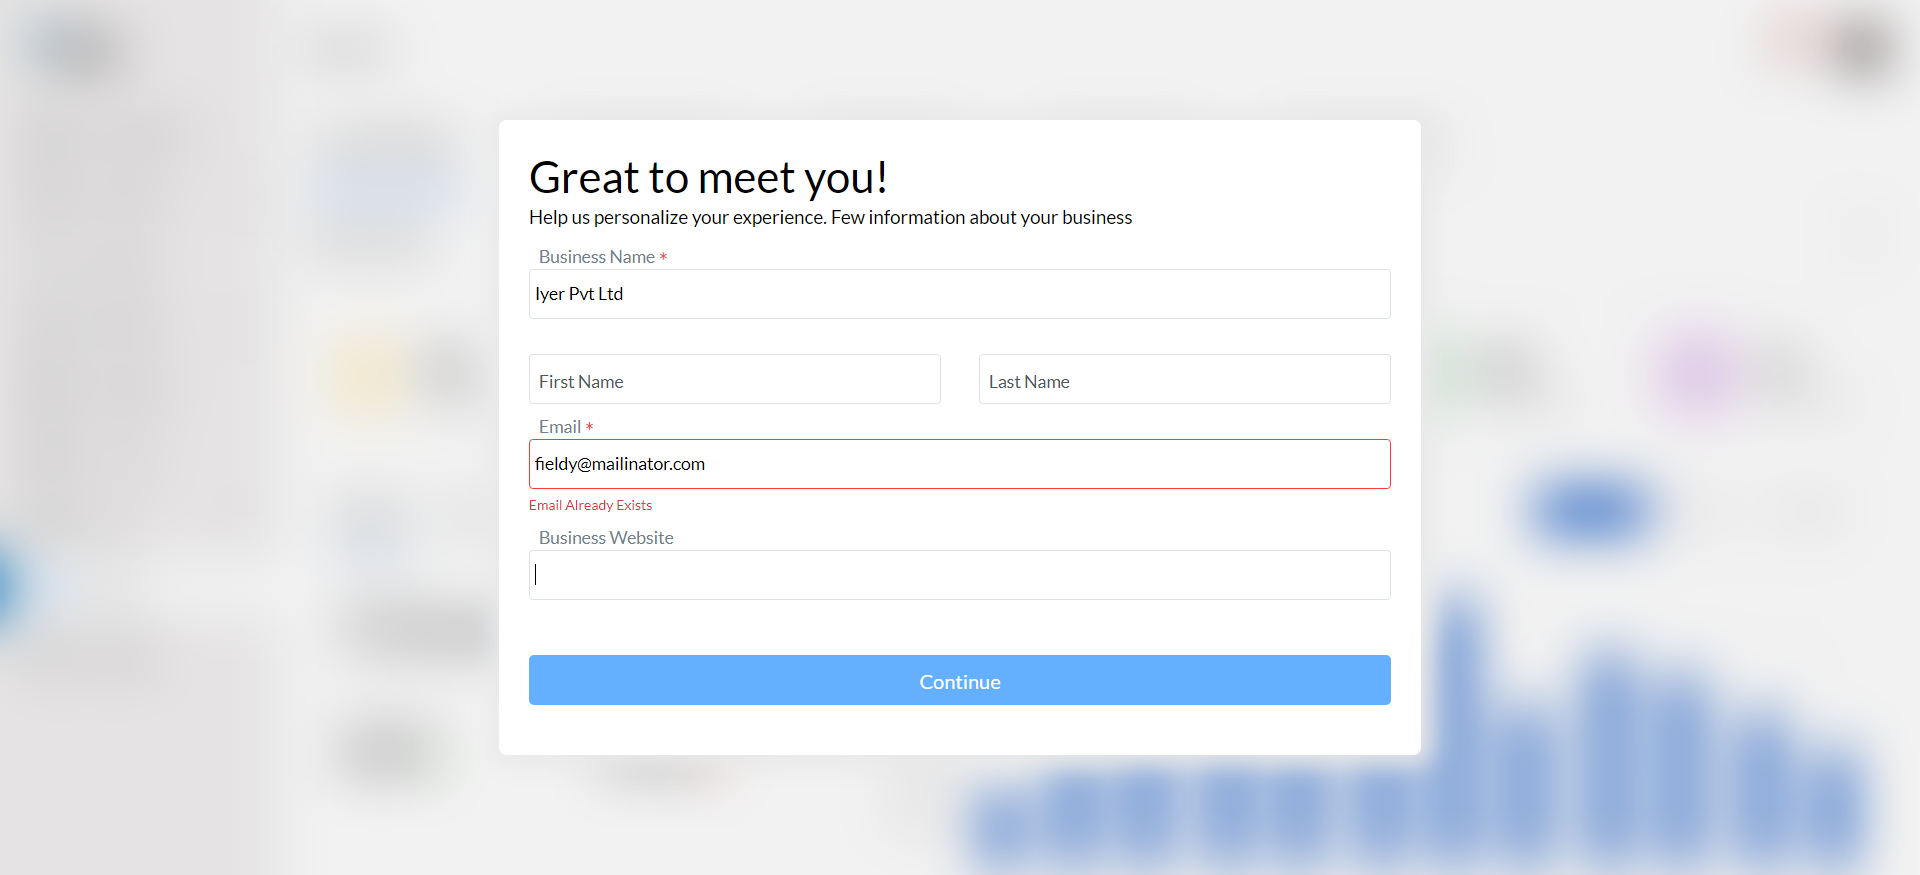 Great to meet you!
Help us personalize your experience. Few information about your business
Business Name *
Iyer Pvt Ltd
First Name
Last Name
Email *
fieldy@mailinator.com
Email Already Exists
Business Website
Continue